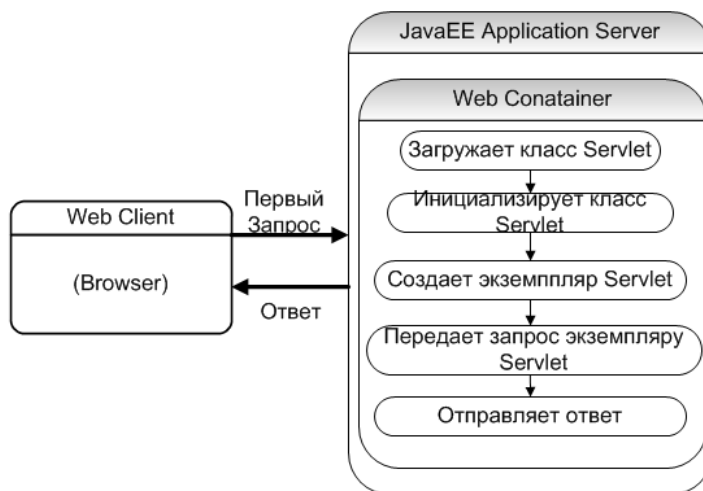 JavaEE Application Server
Web Conatainer
Загружает класс Servlet
Инициализирует класс
Servlet
Создает экземппляр Servlet
Передает запрос экземпляру
Servlet
Отправляет ответ
Web Client
(Browser)
Первый
Запрос
Ответ